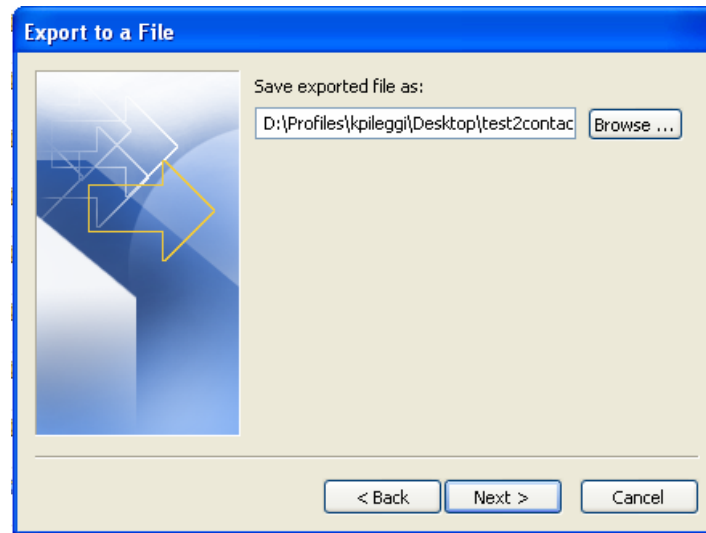 Export to a File
Save exported file as:
D:\Profiles\kpileggi\Desktop\test2contac
Browse ...
< Back
Next >
Cancel